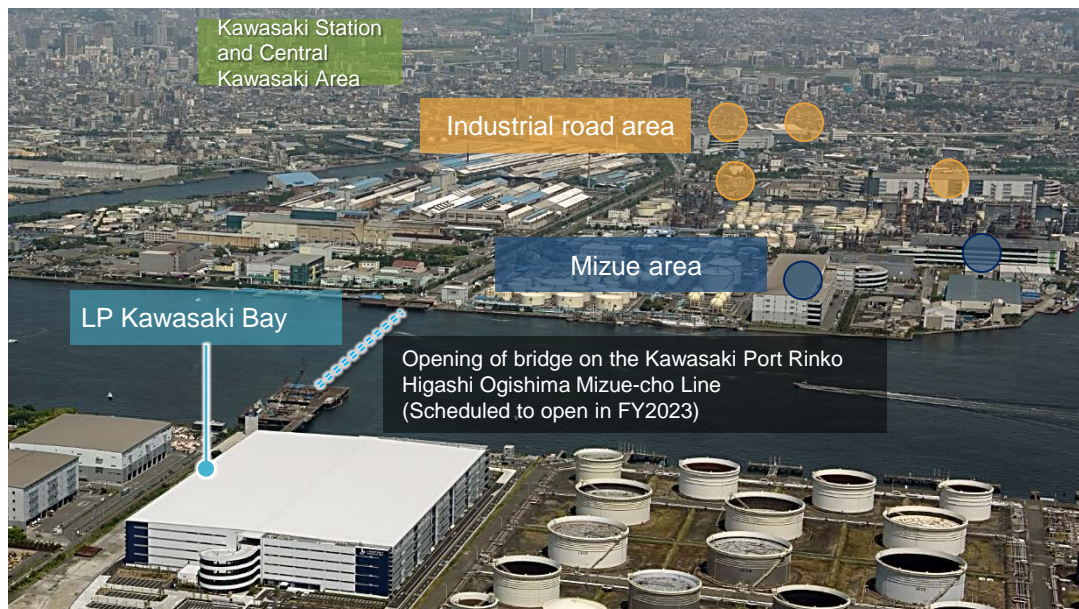 Kawasaki Station
and Central
Kawasaki Area
Industrial road area
Mizue area
LP Kawasaki Bay
Opening of bridge on the Kawasaki Port Rinko
Higashi Ogishima Mizue-cho Line
(Scheduled to open in FY2023)